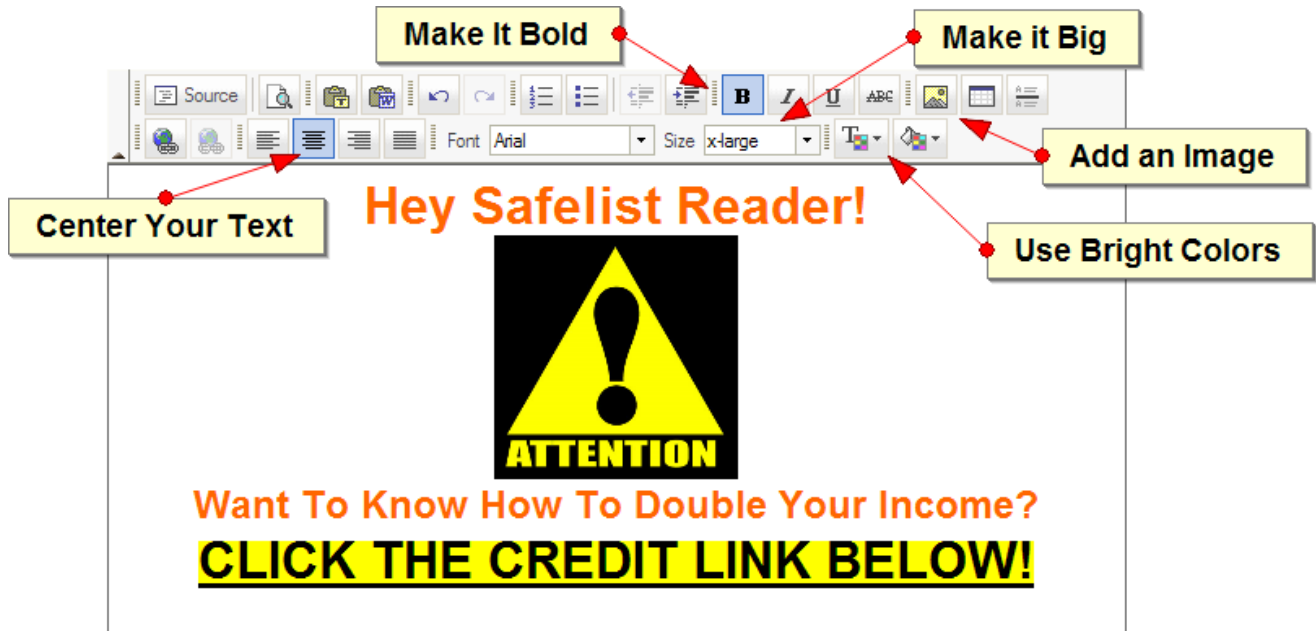 Make It Bold
Make it Big
Source
B I U ABC
Font Arial Size x-large
Add an Image
Center Your Text
Use Bright Colors
Hey Safelist Reader!
ATTENTION
Want To Know How To Double Your Income?
CLICK THE CREDIT LINK BELOW!